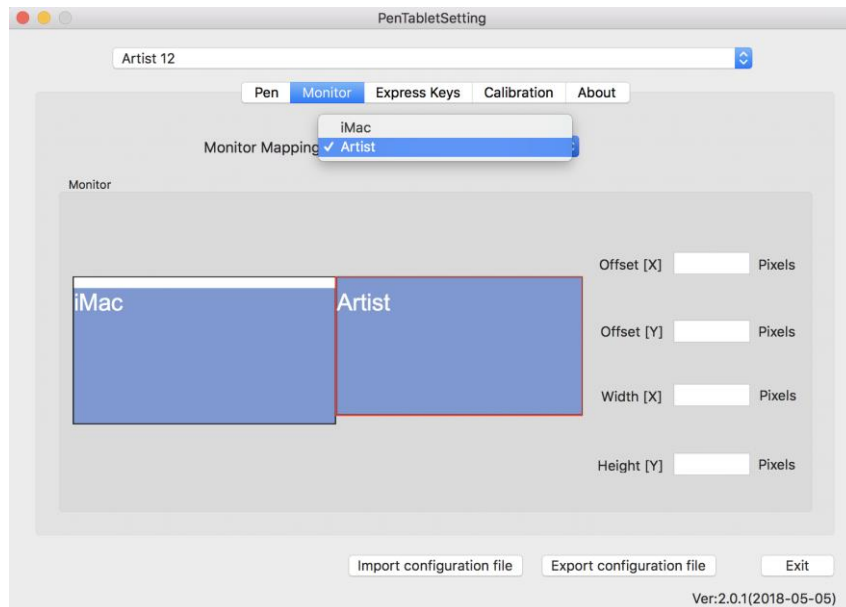 PenTabletSetting
Artist 12
Pen Monitor Express Keys Calibration About
iMac
Monitor Mapping ✓ Artist
Monitor
iMac Artist
Offset [X] Pixels
Offset [Y] Pixels
Width [X] Pixels
Height [Y] Pixels
Import configuration file Export configuration file Exit
Ver:2.0.1(2018-05-05)